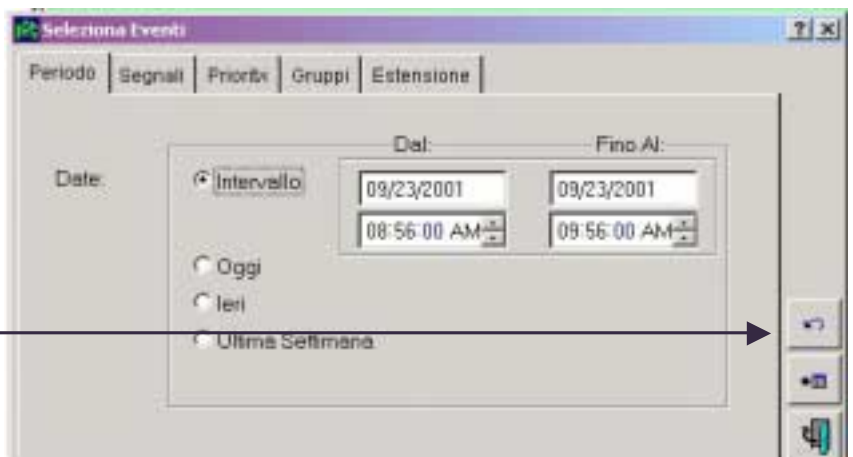 Seleziona Eventi
Periodo Segnali Priorità Gruppi Estensione
Dal: Fino Al:
Date: Intervallo 09/23/2001 09/23/2001
08:56:00 AM 09:56:00 AM
Oggi
Ieri
Ultima Settimana